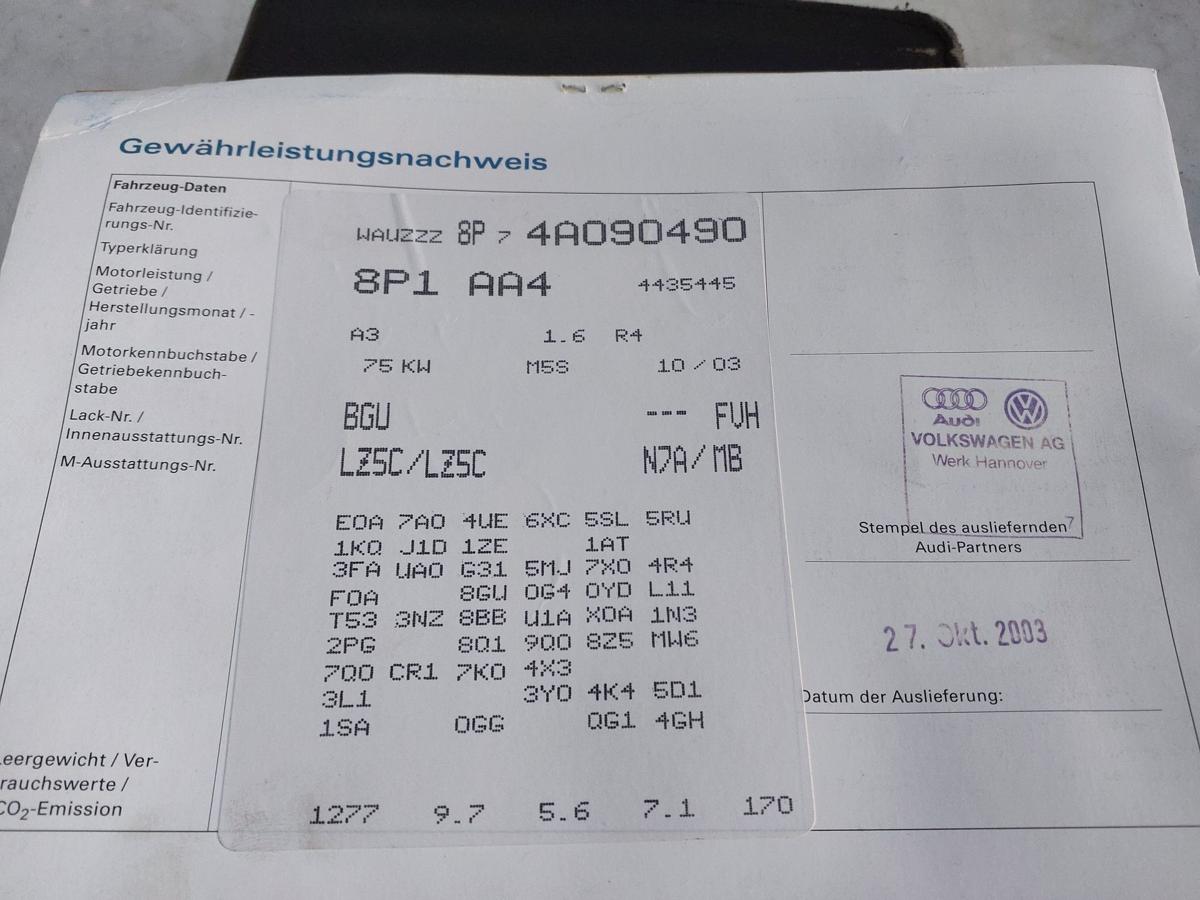 Gewährleistungsnachweis
Fahrzeug-Daten
Fahrzeug-Identifizie-
rungs-Nr.
Typerklärung
Motorleistung /
Getriebe /
Herstellungsmonat / -
jahr
Motorkennbuchstabe /
Getriebekennbuch-
stabe
Lack-Nr. /
Innenausstattungs-Nr.
M-Ausstattungs-Nr.
eergewicht / Ver-
rauchswerte /
CO₂-Emission
WAUZZZ 8P 7 4A090490
8P1 AA4 4435445
A3 1.6 R4
75 KW M5S 10 / 03
BGU --- FVH
LZ5C/LZ5C N7A/MB
E0A 7A0 4UE 6XC 5SL 5RU
1KQ J1D 1ZE 1AT
3FA UA0 G31 5MJ 7X0 4R4
F0A 8GU 0G4 0YD L11
T53 3NZ 8BB U1A X0A 1N3
2PG 8Q1 9Q0 8Z5 MW6
7Q0 CR1 7K0 4X3
3L1 3Y0 4K4 5D1
1SA 0GG QG1 4GH
1277 9.7 5.6 7.1 170
Audi
VOLKSWAGEN AG
Werk Hannover
7
Stempel des ausliefernden
Audi-Partners
27. Okt. 2003
Datum der Auslieferung: